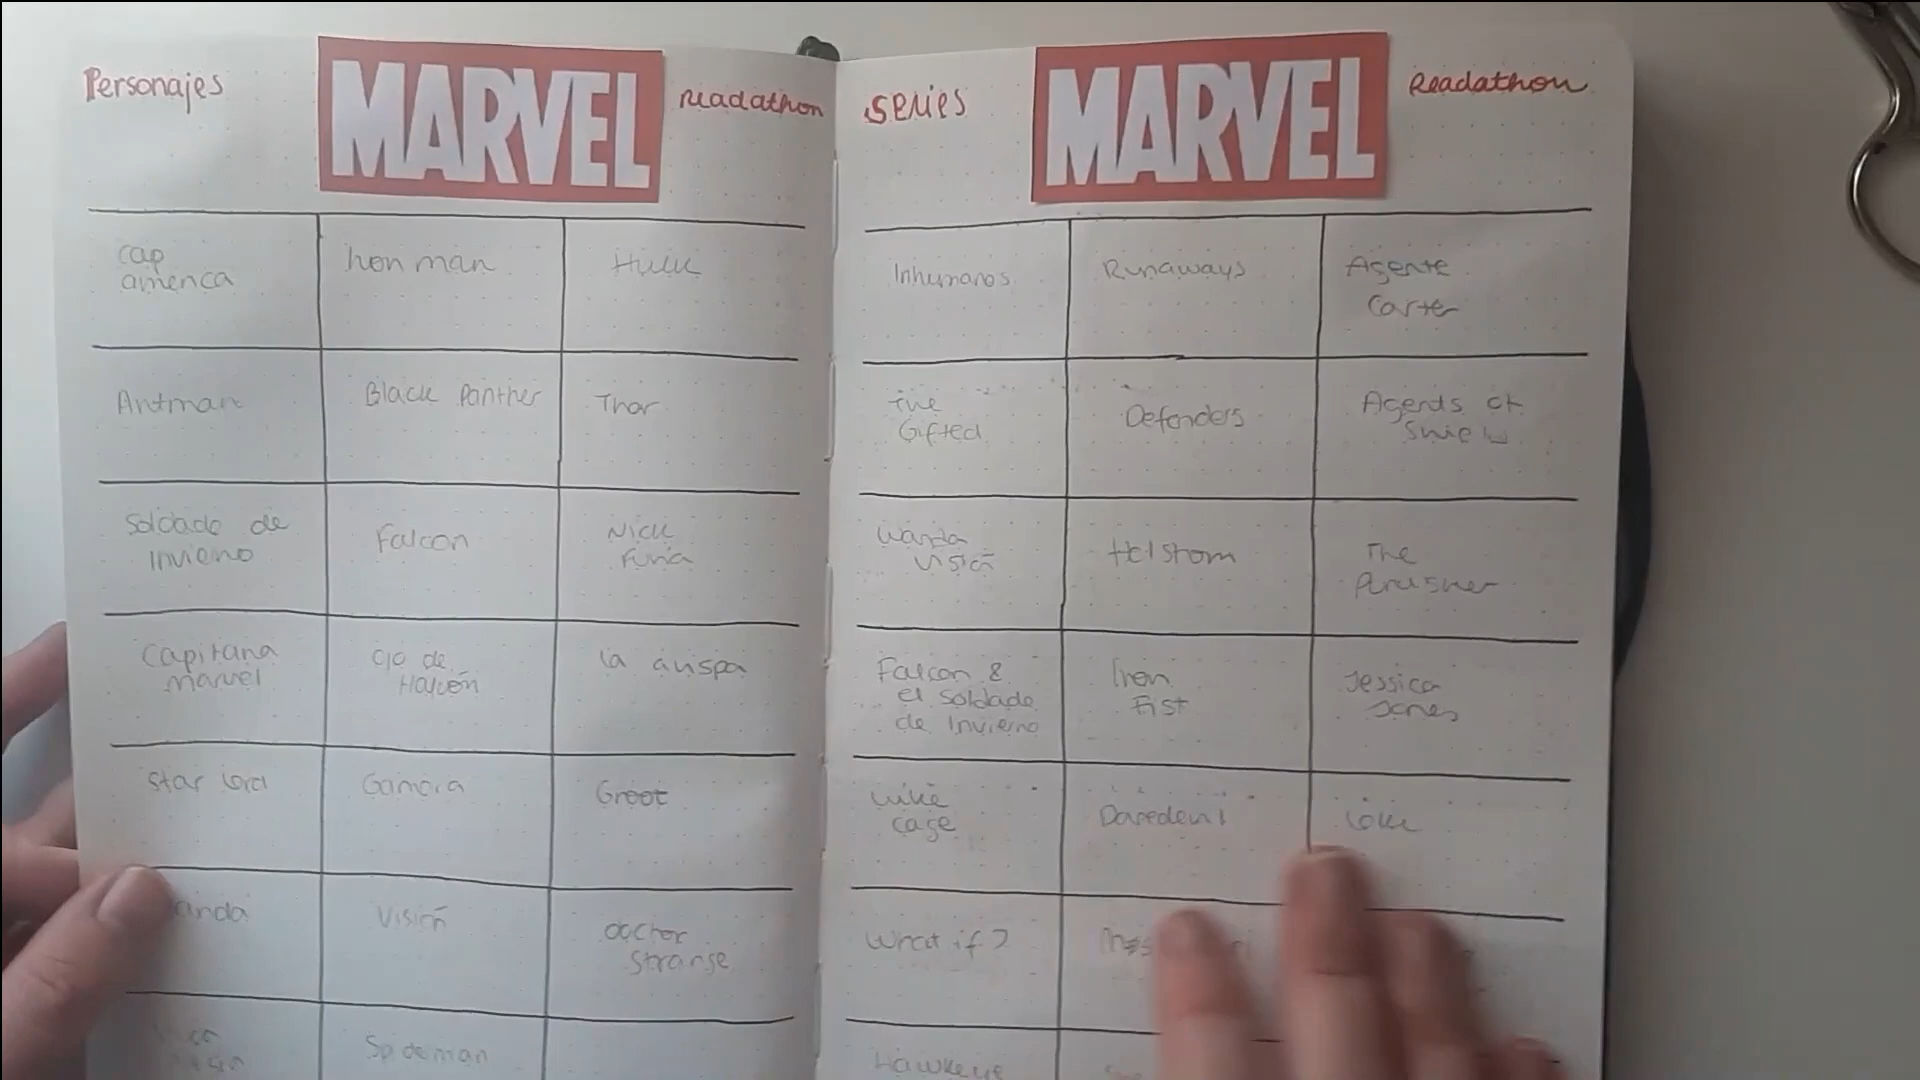 Personajes
MARVEL
readathon
Cap
america
Iron man
Hulk
Antman
Black Panther
Thor
Soldado de
Invierno
Falcon
Nick
Furia
Capitana
marvel
Ojo de
Halcón
la avispa
Star lord
Gamora
Groot
anda
Visión
doctor
strange
Spiderman
series
MARVEL
Readathon
Inhumanos
Runaways
Agente
Carter
The
Gifted
Defenders
Agents of
Shield
Wanda
Visión
Helstrom
The
Punisher
Falcon &
el Soldado
de Invierno
Iron
Fist
Jessica
Jones
Luke
cage
Daredevil
Loki
What if?
Hawkeye